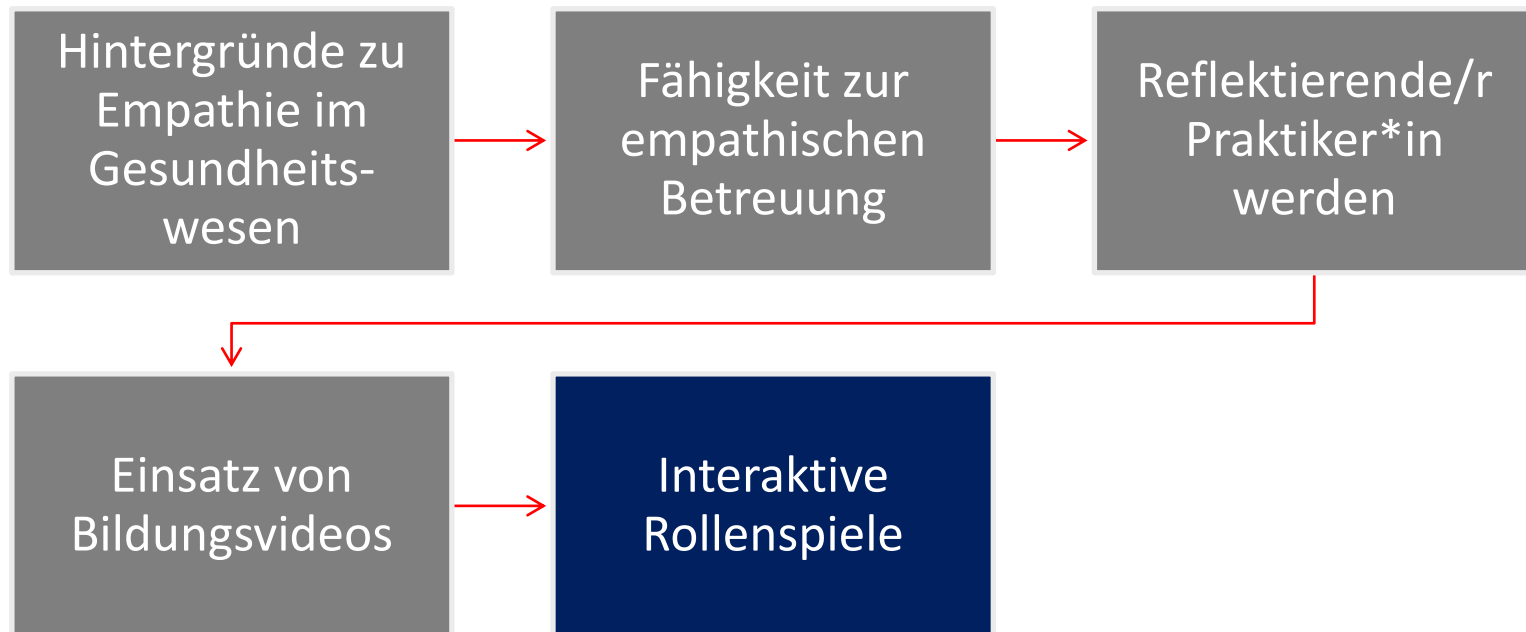 Hintergründe zu
Empathie im
Gesundheits-
wesen
Fähigkeit zur
empathischen
Betreuung
Reflektierende/r
Praktiker*in
werden
Einsatz von
Bildungsvideos
Interaktive
Rollenspiele